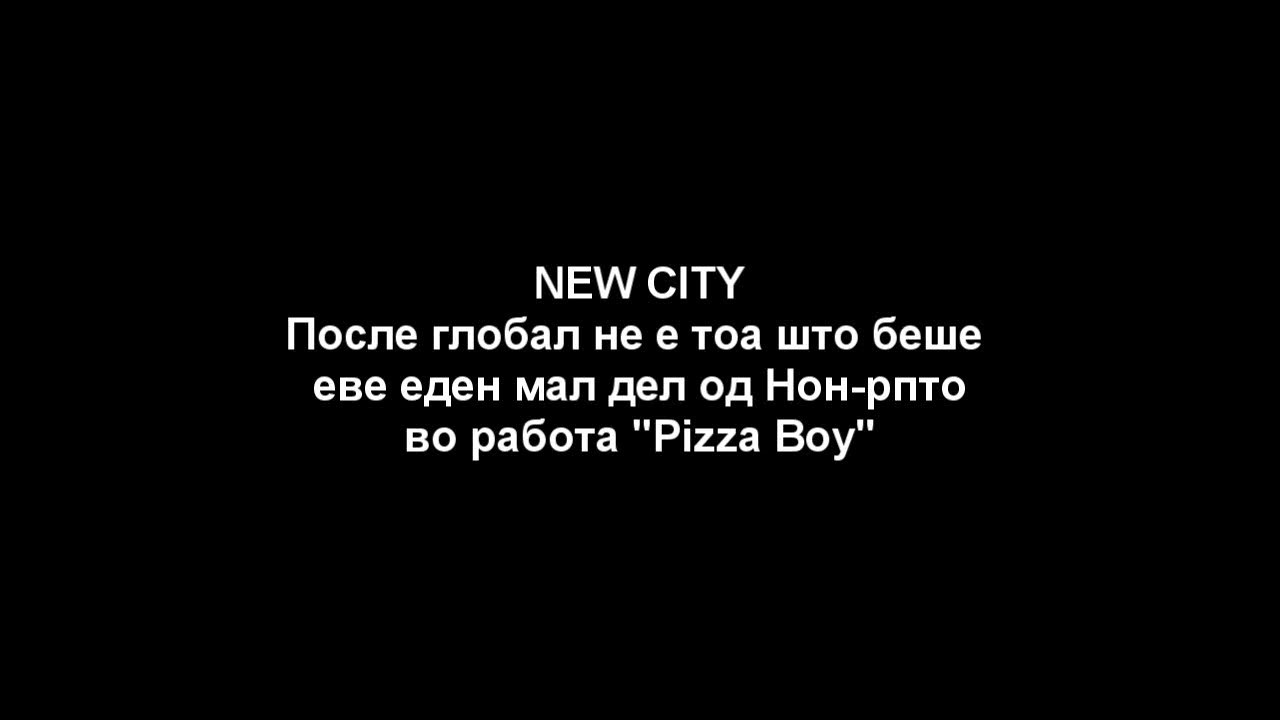 NEW CITY
После глобал не е тоа што беше
еве еден мал дел од Нон-рпто
во работа "Pizza Boy"